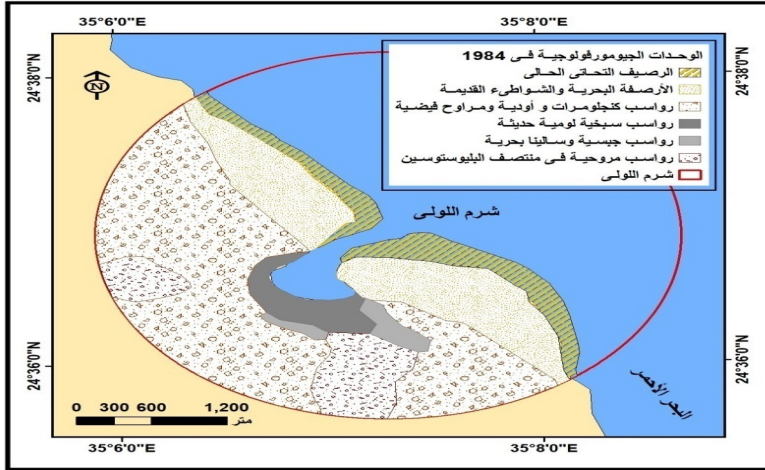 35°6'0"E
35°8'0"E
24°38'0"N
24°38'0"N
الوحدات الجيومورفولوجية فى 1984
الرصيف التحاتى الحالى
الأرصفة البحرية والشواطىء القديمة
رواسب كنجلومرات و أودية ومراوح فيضية
رواسب سبخية لومية حديثة
رواسب جبسية وسالينا بحرية
رواسب مروحية فى منتصف البليوستوسين
شرم اللولى
N
شرم اللولى
24°36'0"N
24°36'0"N
البحر الأحمر
0 300 600 1,200
متر
35°6'0"E
35°8'0"E